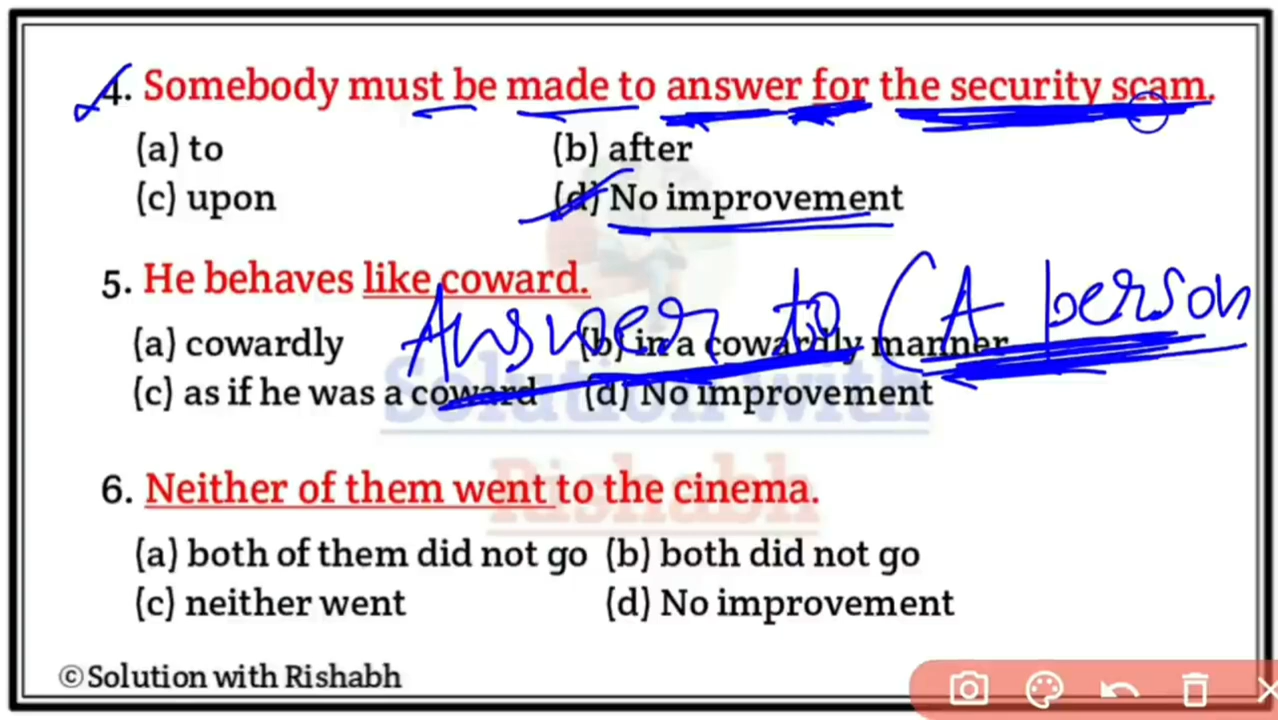 4. Somebody must be made to answer for the security scam.
(a) to (b) after
(c) upon (d) No improvement
5. He behaves like coward.
Answer to (A person
(a) cowardly (b) in a cowardly manner
(c) as if he was a coward (d) No improvement
Solution with
Rishabh
6. Neither of them went to the cinema.
(a) both of them did not go (b) both did not go
(c) neither went (d) No improvement
©Solution with Rishabh